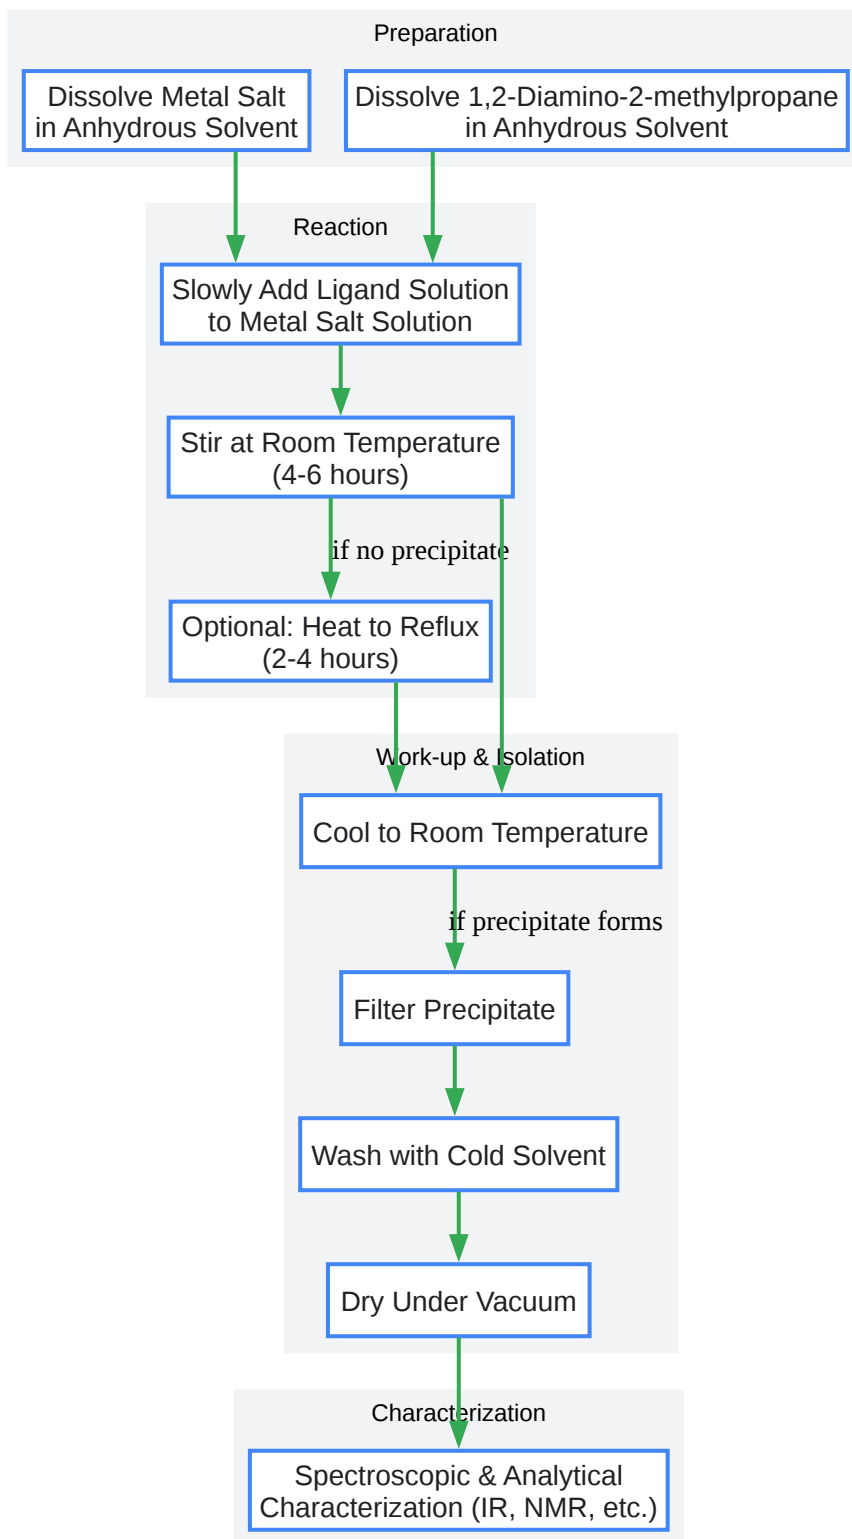 Preparation
Dissolve Metal Salt
in Anhydrous Solvent
Dissolve 1,2-Diamino-2-methylpropane
in Anhydrous Solvent
Reaction
Slowly Add Ligand Solution
to Metal Salt Solution
Stir at Room Temperature
(4-6 hours)
if no precipitate
Optional: Heat to Reflux
(2-4 hours)
Work-up & Isolation
Cool to Room Temperature
if precipitate forms
Filter Precipitate
Wash with Cold Solvent
Dry Under Vacuum
Characterization
Spectroscopic & Analytical
Characterization (IR, NMR, etc.)